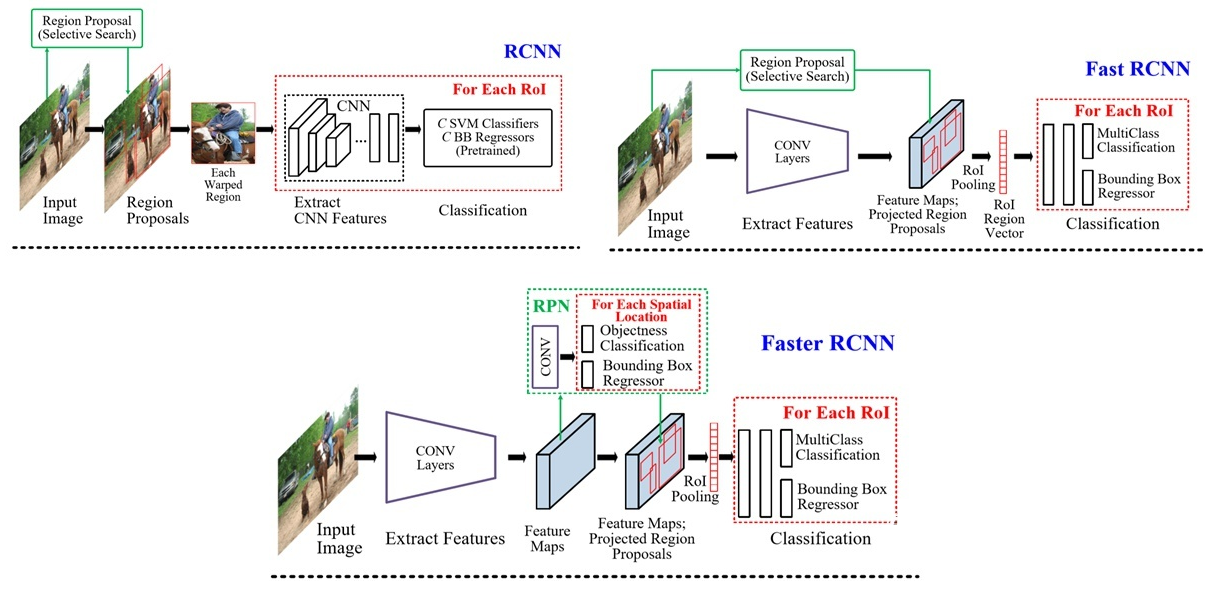 Region Proposal
(Selective Search)
RCNN
For Each RoI
CNN
...
C SVM Classifiers
C BB Regressors
(Pretrained)
Input
Image
Region
Proposals
Each
Warped
Region
Extract
CNN Features
Classification
Region Proposal
(Selective Search)
Fast RCNN
For Each RoI
CONV
Layers
MultiClass
Classification
Bounding Box
Regressor
RoI
Pooling
Input
Image
Extract Features
Feature Maps;
Projected Region
Proposals
RoI
Region
Vector
Classification
RPN
For Each Spatial
Location
CONV
Objectness
Classification
Bounding Box
Regressor
Faster RCNN
For Each RoI
CONV
Layers
MultiClass
Classification
Bounding Box
Regressor
RoI
Pooling
Input
Image
Extract Features
Feature
Maps
Feature Maps;
Projected Region
Proposals
Classification